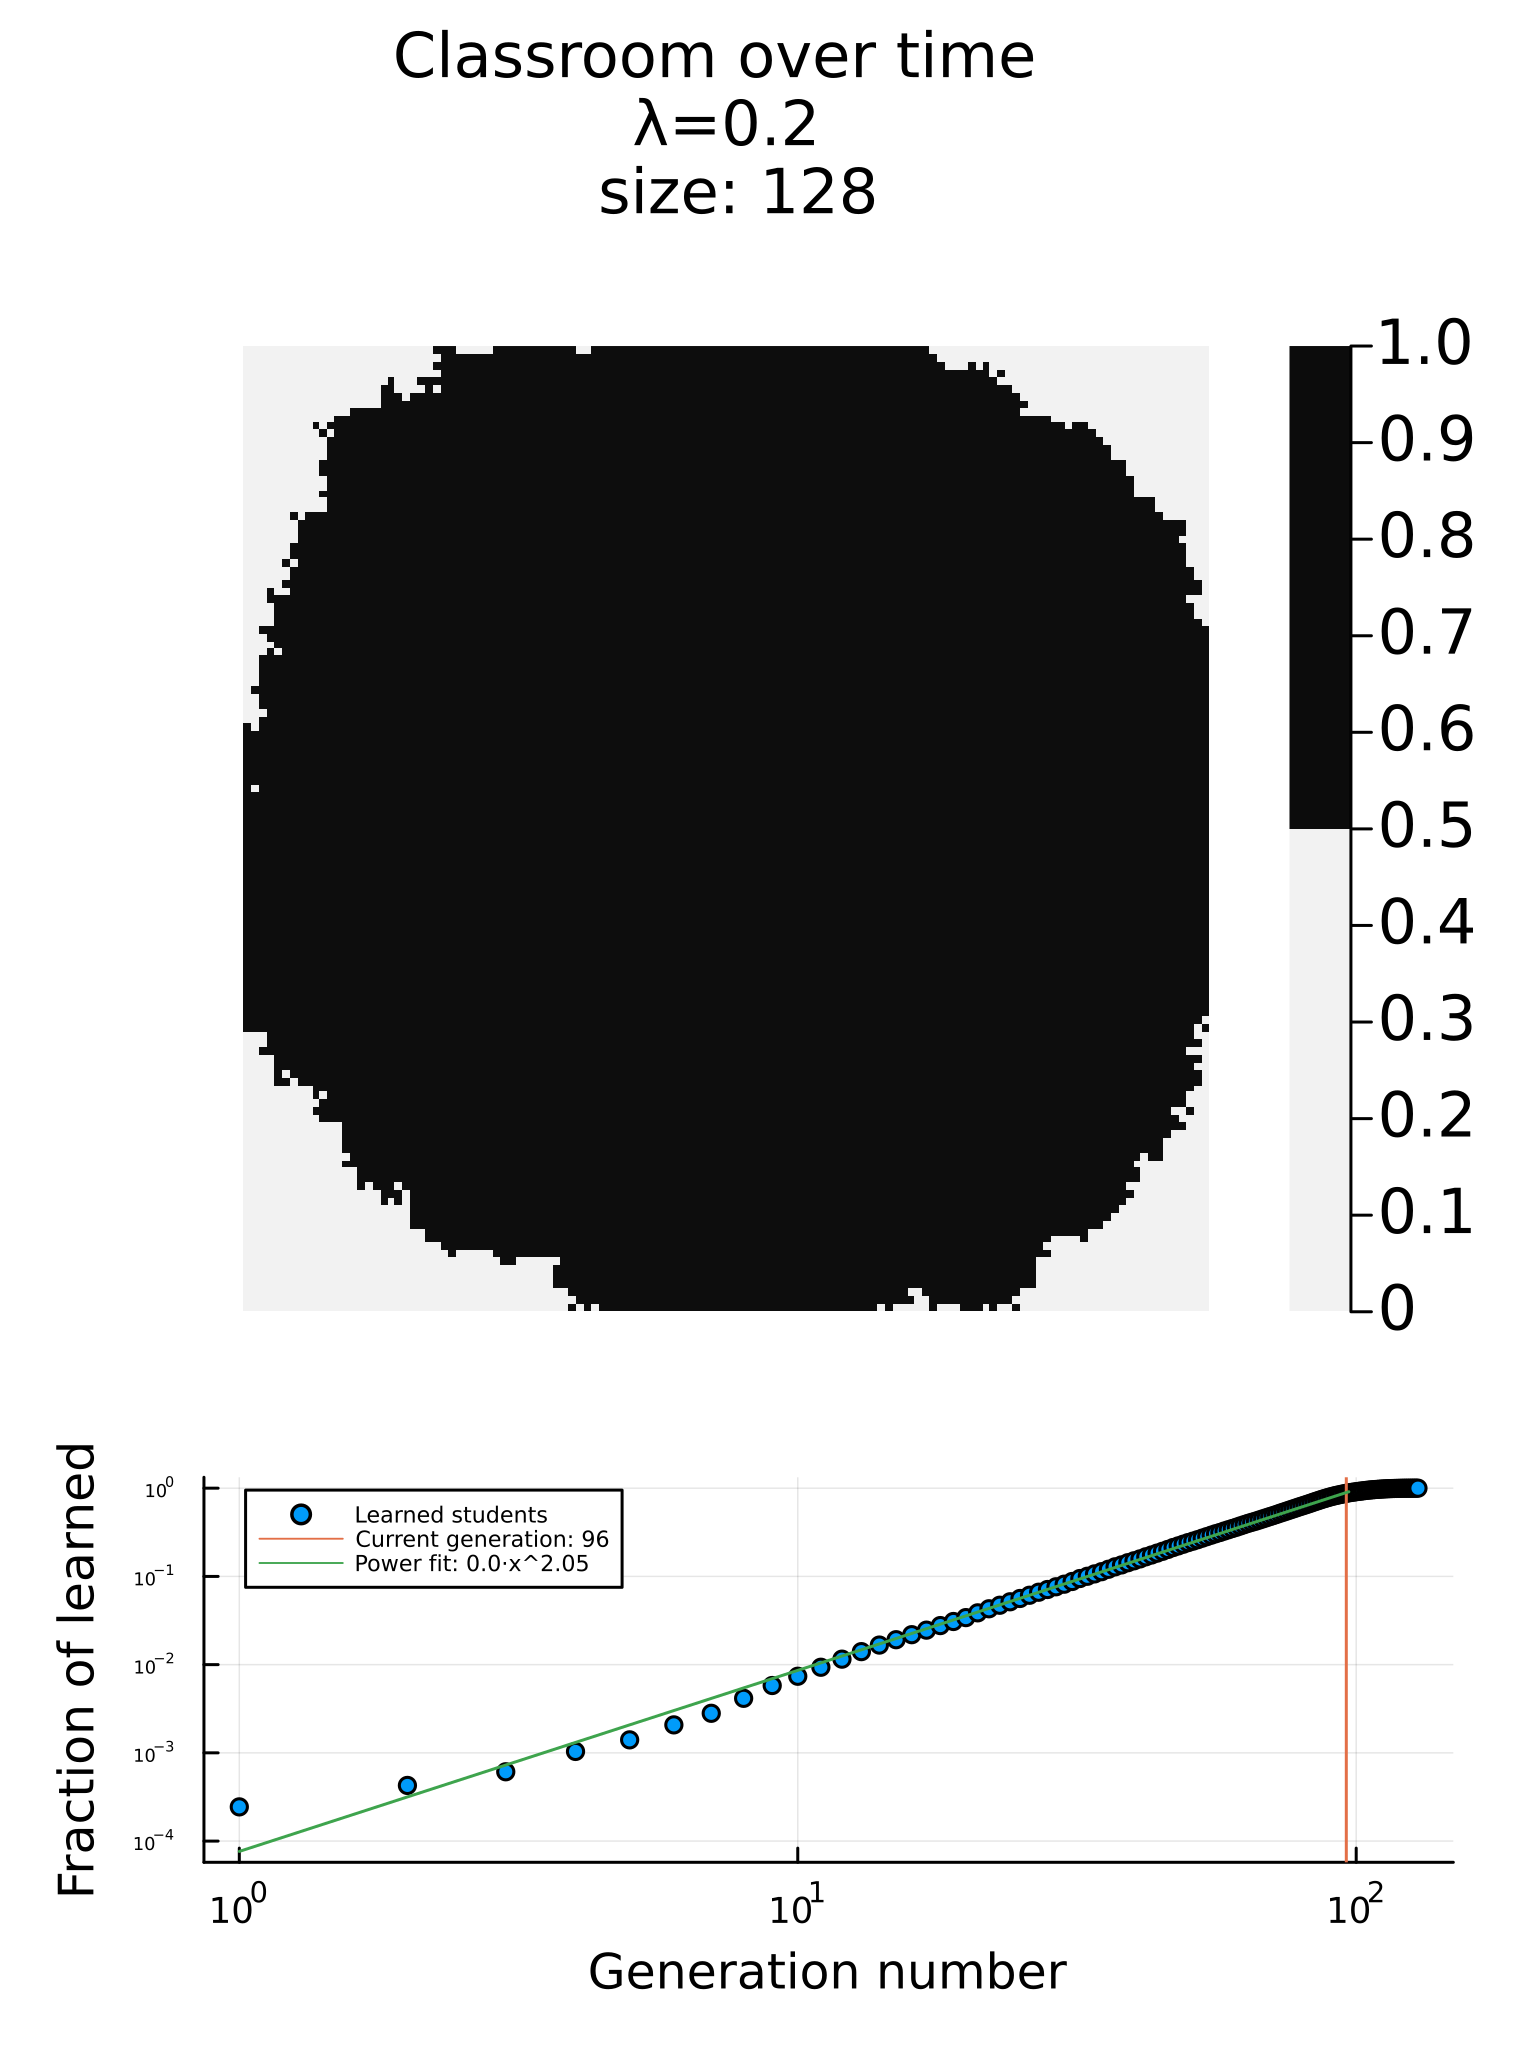 Classroom over time
λ=0.2
size: 128
1.0
0.9
0.8
0.7
0.6
0.5
0.4
0.3
0.2
0.1
0
Fraction of learned
10^0
10^−1
10^−2
10^−3
10^−4
Learned students
Current generation: 96
Power fit: 0.0·x^2.05
10^0
10^1
10^2
Generation number